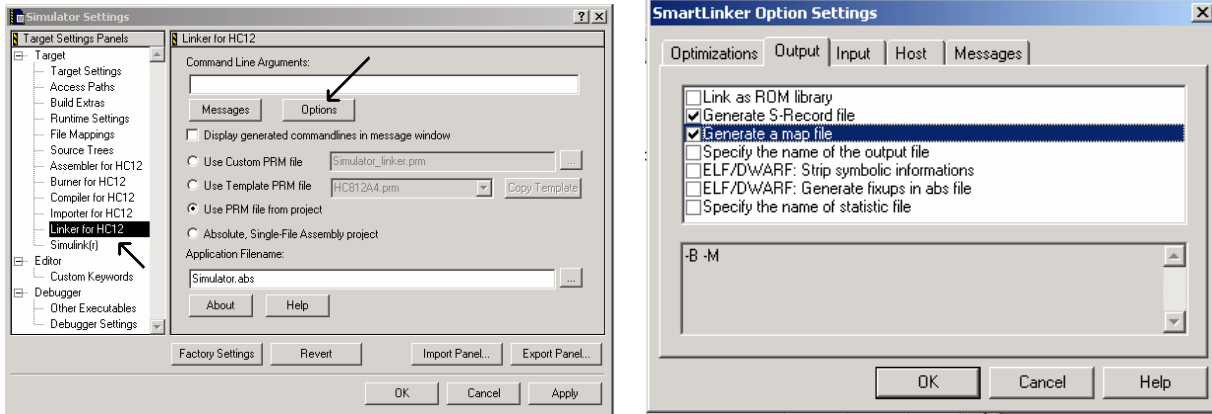 Simulator Settings
Target Settings Panels
Target
Target Settings
Access Paths
Build Extras
Runtime Settings
File Mappings
Source Trees
Assembler for HC12
Burner for HC12
Compiler for HC12
Importer for HC12
Linker for HC12
Simulink(r)
Editor
Custom Keywords
Debugger
Other Executables
Debugger Settings
Linker for HC12
Command Line Arguments:
Messages Options
Display generated commandlines in message window
Use Custom PRM file Simulator_linker.prm ...
Use Template PRM file HC812A4.prm Copy Template
Use PRM file from project
Absolute, Single-File Assembly project
Application Filename:
Simulator.abs ...
About Help
Factory Settings Revert Import Panel... Export Panel...
OK Cancel Apply
SmartLinker Option Settings
Optimizations Output Input Host Messages
Link as ROM library
Generate S-Record file
Generate a map file
Specify the name of the output file
ELF/DWARF: Strip symbolic informations
ELF/DWARF: Generate fixups in abs file
Specify the name of statistic file
-B -M
OK Cancel Help